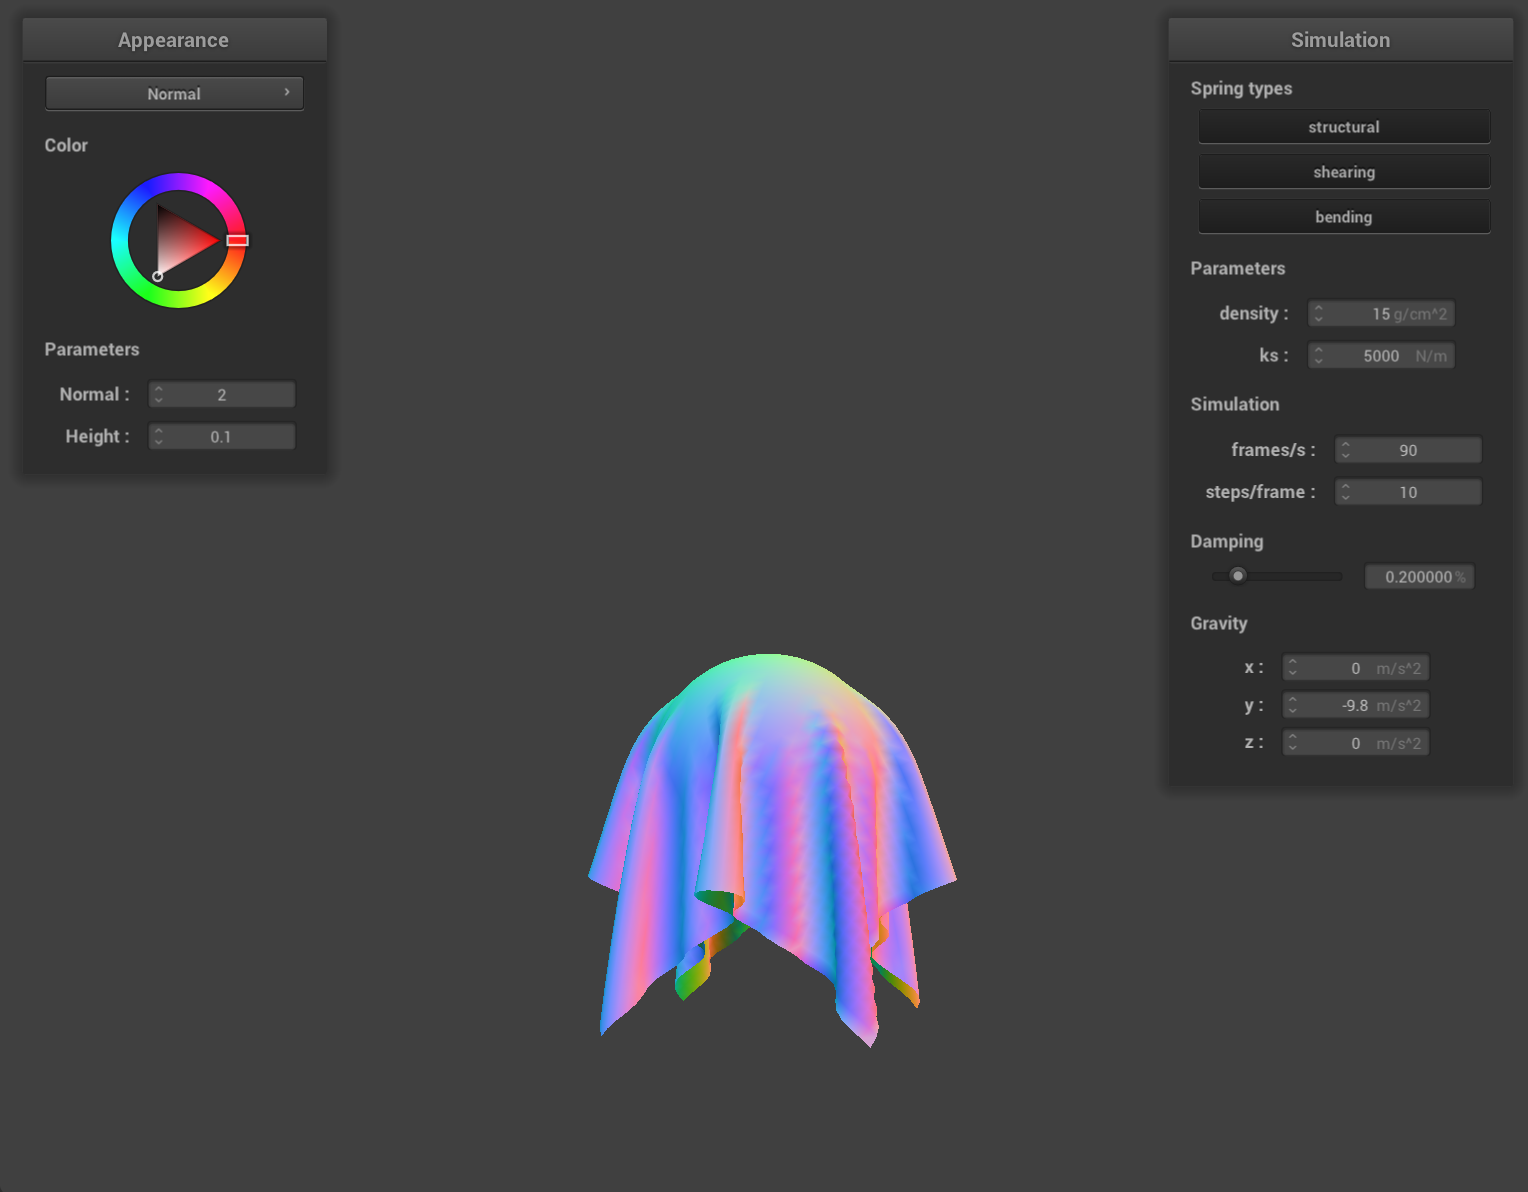 Appearance
Normal
Color
Parameters
Normal : 2
Height : 0.1
Simulation
Spring types
structural
shearing
bending
Parameters
density : 15 g/cm^2
ks : 5000 N/m
Simulation
frames/s : 90
steps/frame : 10
Damping
0.200000 %
Gravity
x : 0 m/s^2
y : -9.8 m/s^2
z : 0 m/s^2